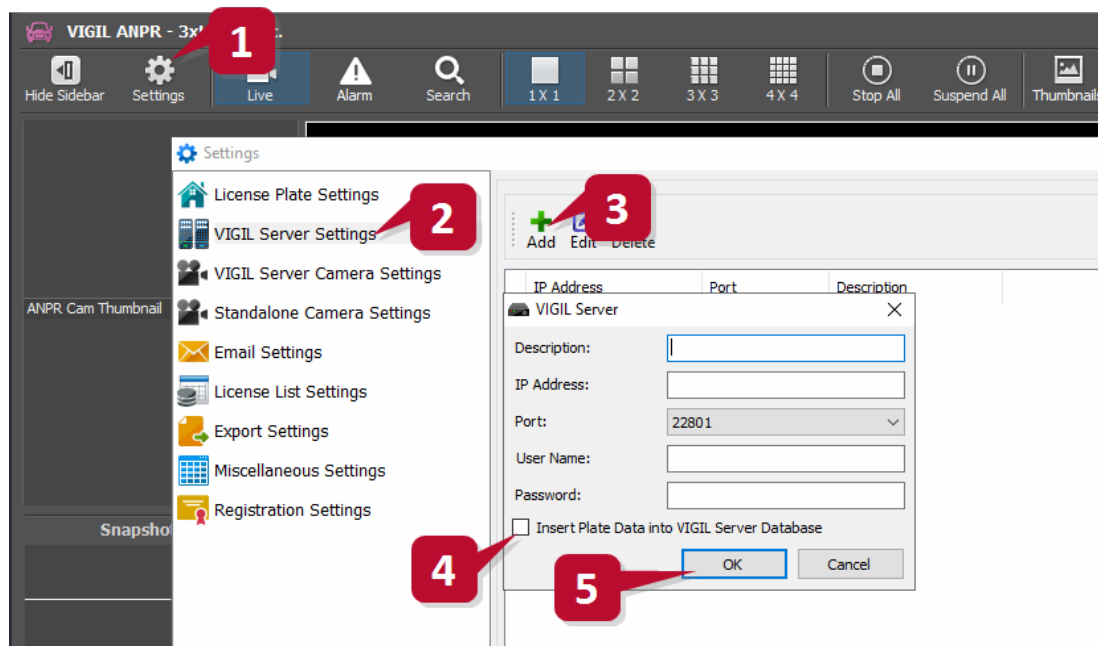 VIGIL ANPR - 3x c.
1
Hide Sidebar Settings Live Alarm Search 1 X 1 2 X 2 3 X 3 4 X 4 Stop All Suspend All Thumbnails
Settings
License Plate Settings
2
VIGIL Server Settings
3
Add Edit Delete
VIGIL Server Camera Settings
IP Address Port Description
ANPR Cam Thumbnail
Standalone Camera Settings
VIGIL Server
Email Settings
Description:
License List Settings
IP Address:
Export Settings
Port: 22801
Miscellaneous Settings
User Name:
Registration Settings
Password:
Snapsho
Insert Plate Data into VIGIL Server Database
4
OK Cancel
5